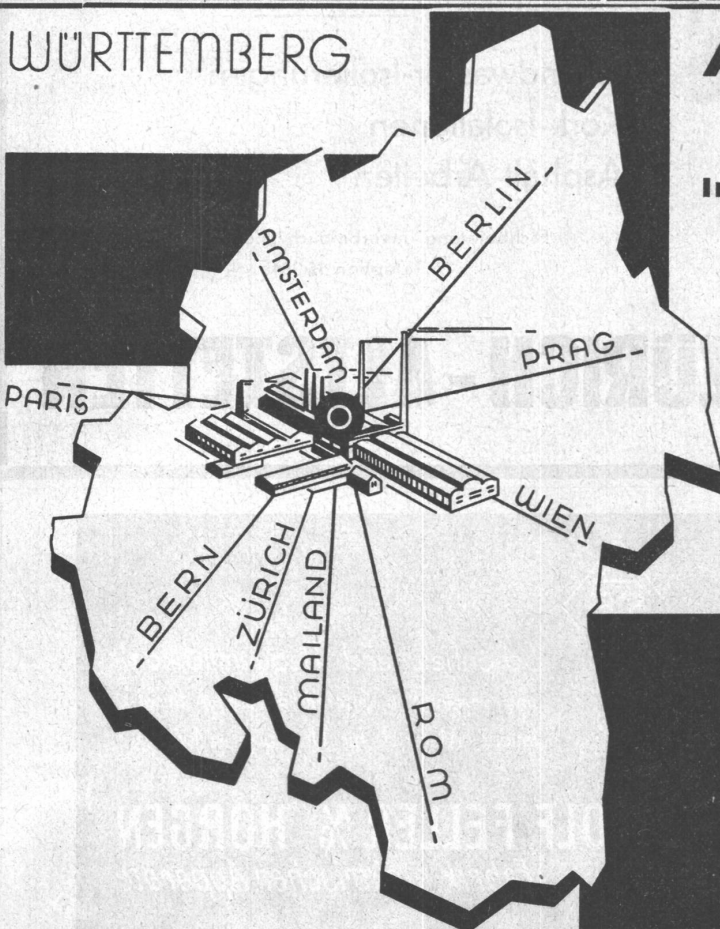 WÜRTTEMBERG
AMSTERDAM
BERLIN
PRAG
PARIS
WIEN
BERN
ZÜRICH
MAILAND
ROM